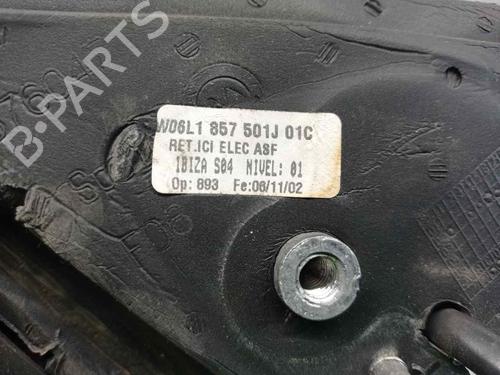 WD6L1 857 501J 01C
RET.ICI ELEC ASF
IBIZA S04 NIVEL: 01
Op: 893 Fe:06/11/02
B-PARTS